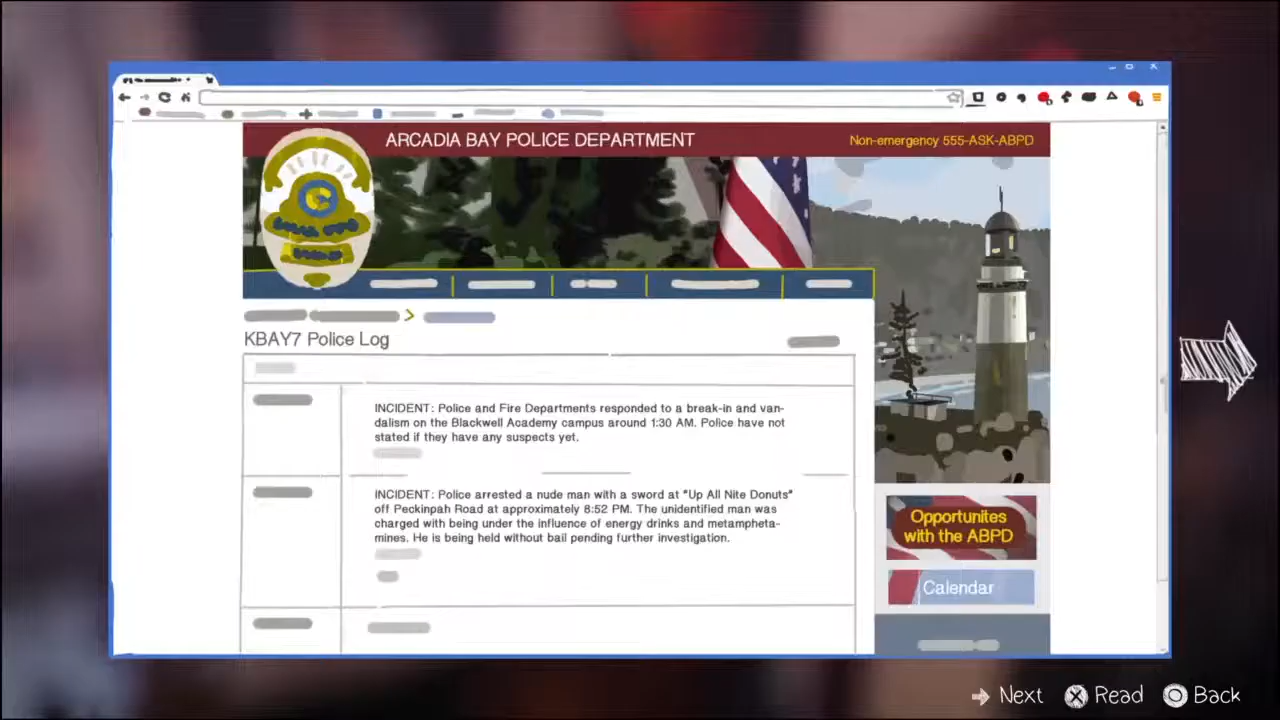 ARCADIA BAY POLICE DEPARTMENT
Non-emergency 555-ASK-ABPD
KBAY7 Police Log
INCIDENT: Police and Fire Departments responded to a break-in and van-
dalism on the Blackwell Academy campus around 1:30 AM. Police have not
stated if they have any suspects yet.
INCIDENT: Police arrested a nude man with a sword at "Up All Nite Donuts"
off Peckinpah Road at approximately 8:52 PM. The unidentified man was
charged with being under the influence of energy drinks and metampheta-
mines. He is being held without bail pending further investigation.
Opportunites
with the ABPD
Calendar
Next
Read
Back